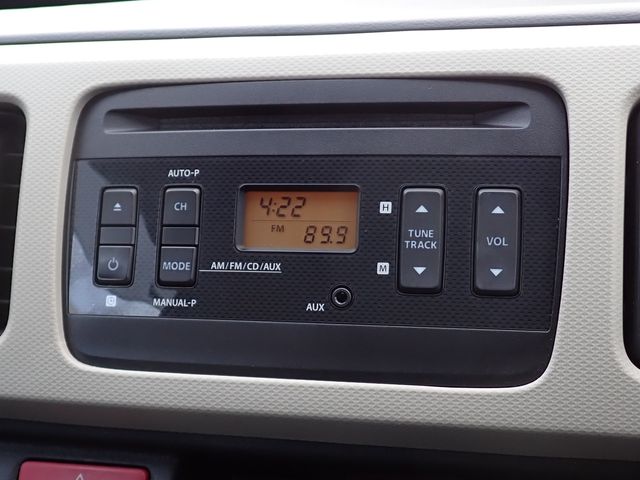 AUTO-P
CH
MODE
MANUAL-P
AM/FM/CD/AUX
4:22
FM
89.9
AUX
H
M
TUNE
TRACK
VOL